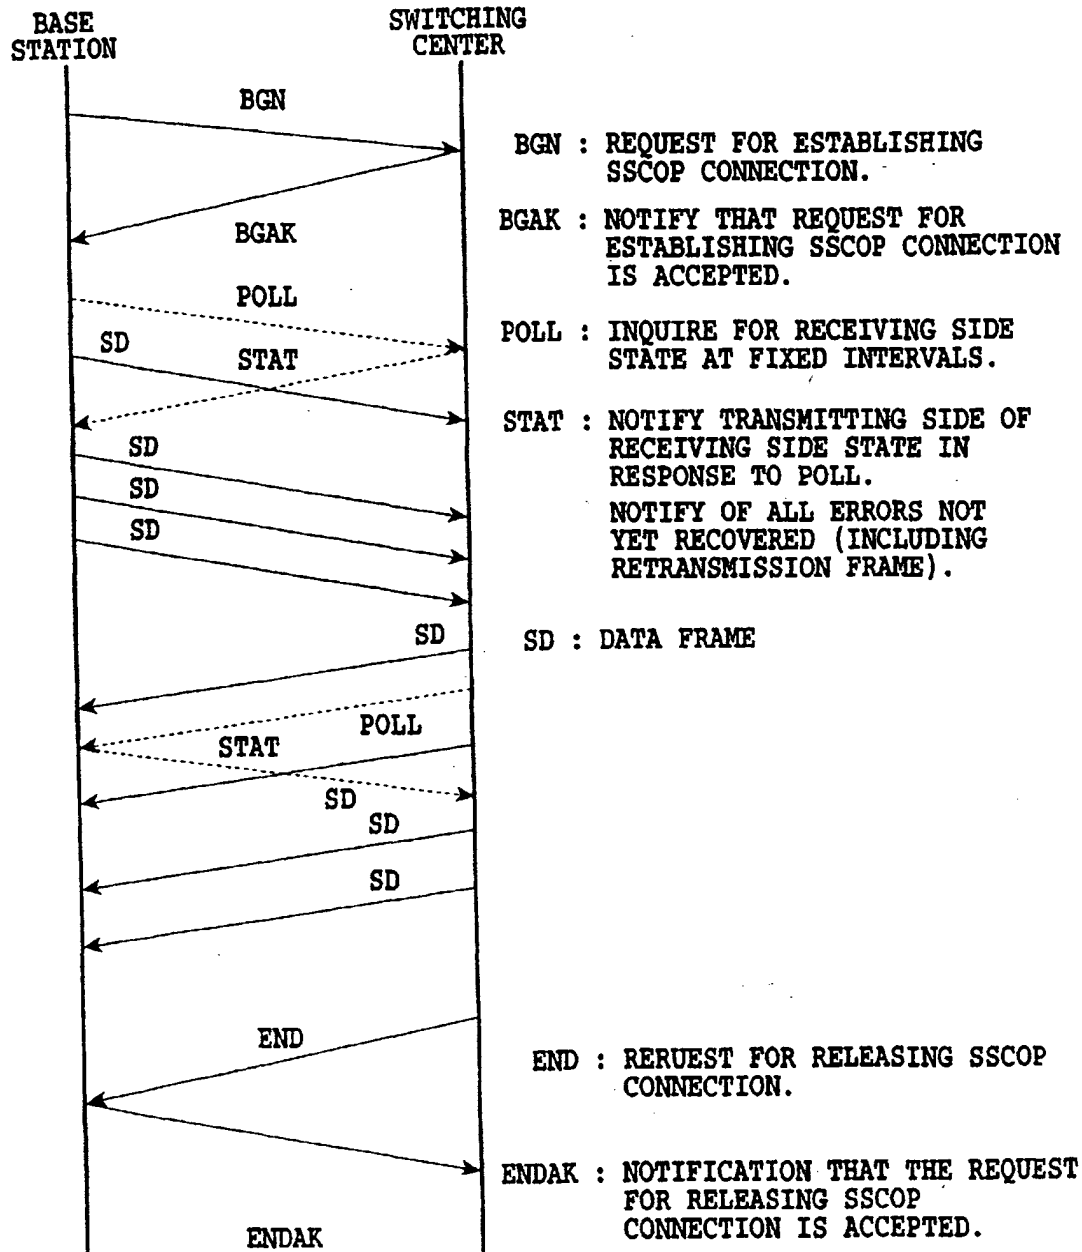 BASE
STATION
SWITCHING
CENTER
BGN
BGN : REQUEST FOR ESTABLISHING
SSCOP CONNECTION.
BGAK
BGAK : NOTIFY THAT REQUEST FOR
ESTABLISHING SSCOP CONNECTION
IS ACCEPTED.
POLL
POLL : INQUIRE FOR RECEIVING SIDE
STATE AT FIXED INTERVALS.
SD
STAT
STAT : NOTIFY TRANSMITTING SIDE OF
RECEIVING SIDE STATE IN
RESPONSE TO POLL.
NOTIFY OF ALL ERRORS NOT
YET RECOVERED (INCLUDING
RETRANSMISSION FRAME).
SD
SD
SD
SD
SD : DATA FRAME
POLL
STAT
SD
SD
SD
END
END : RERUEST FOR RELEASING SSCOP
CONNECTION.
ENDAK : NOTIFICATION THAT THE REQUEST
FOR RELEASING SSCOP
CONNECTION IS ACCEPTED.
ENDAK